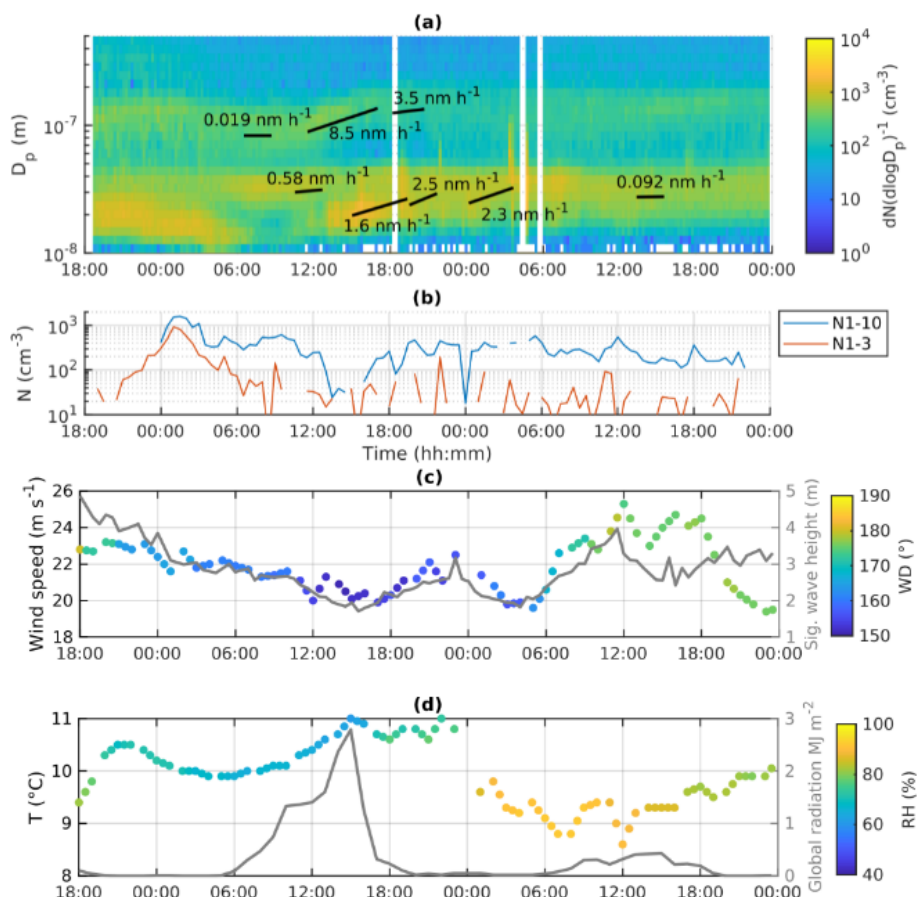 (a)
10^-7
10^-8
D_p (m)
0.019 nm h^-1
8.5 nm h^-1
3.5 nm h^-1
0.58 nm h^-1
1.6 nm h^-1
2.5 nm h^-1
2.3 nm h^-1
0.092 nm h^-1
10^4
10^3
10^2
10^1
10^0
dN(dlogD_p)^-1 (cm^-3)
18:00 00:00 06:00 12:00 18:00 00:00 06:00 12:00 18:00 00:00
(b)
10^3
10^2
10^1
N (cm^-3)
N1-10
N1-3
18:00 00:00 06:00 12:00 18:00 00:00 06:00 12:00 18:00 00:00
Time (hh:mm)
(c)
26
24
22
20
18
Wind speed (m s^-1)
5
4
3
2
1
Sig. wave height (m)
190
180
170
160
150
WD (°)
18:00 00:00 06:00 12:00 18:00 00:00 06:00 12:00 18:00 00:00
(d)
11
10
9
8
T (°C)
3
2
1
0
Global radiation MJ m^-2
100
80
60
40
RH (%)
18:00 00:00 06:00 12:00 18:00 00:00 06:00 12:00 18:00 00:00